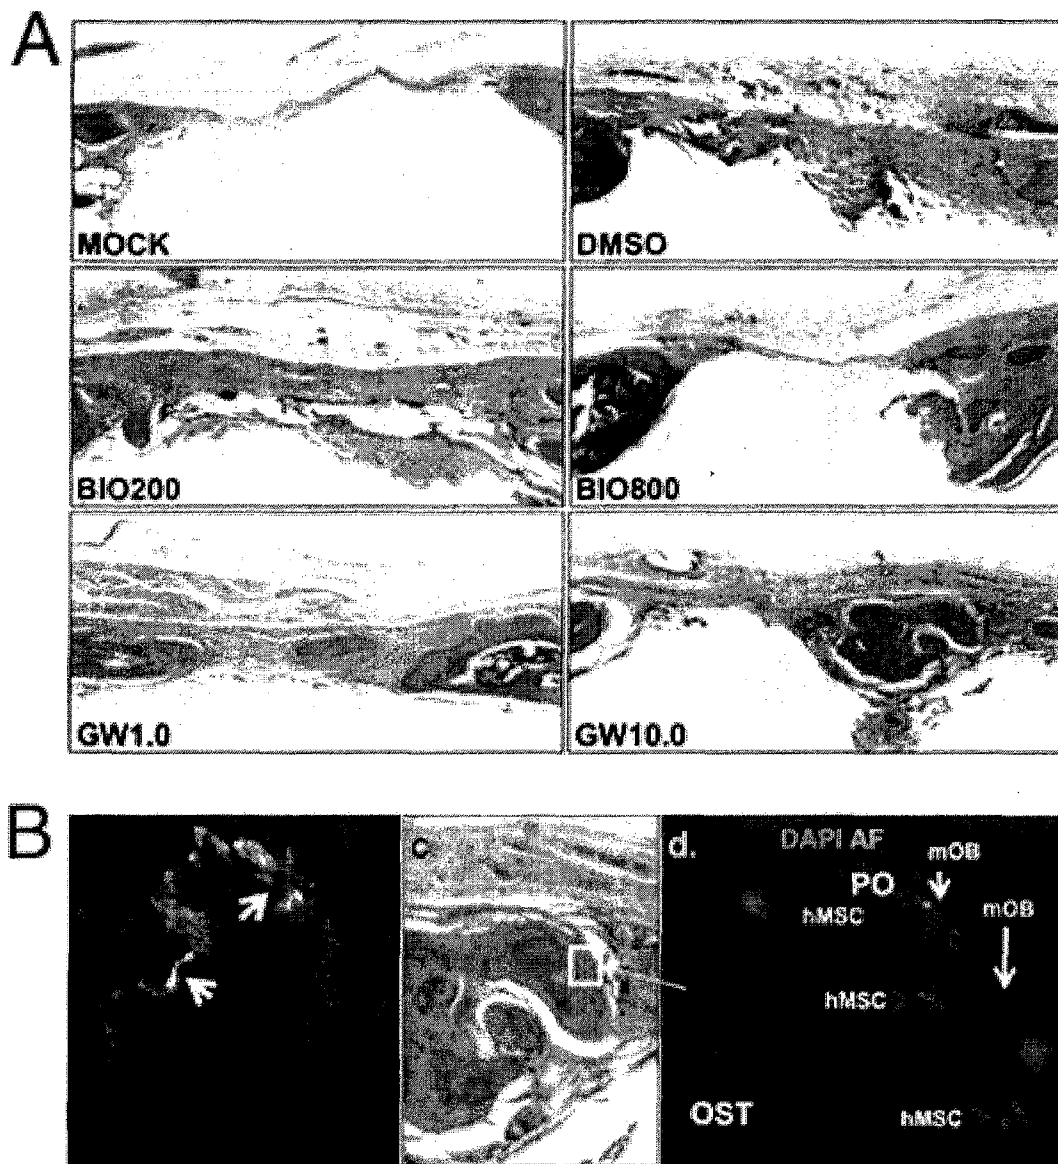 A
MOCK
DMSO
BIO200
BIO800
GW1.0
GW10.0
B
c
d.
DAPI AF
mOB
PO
mOB
hMSC
hMSC
OST
hMSC